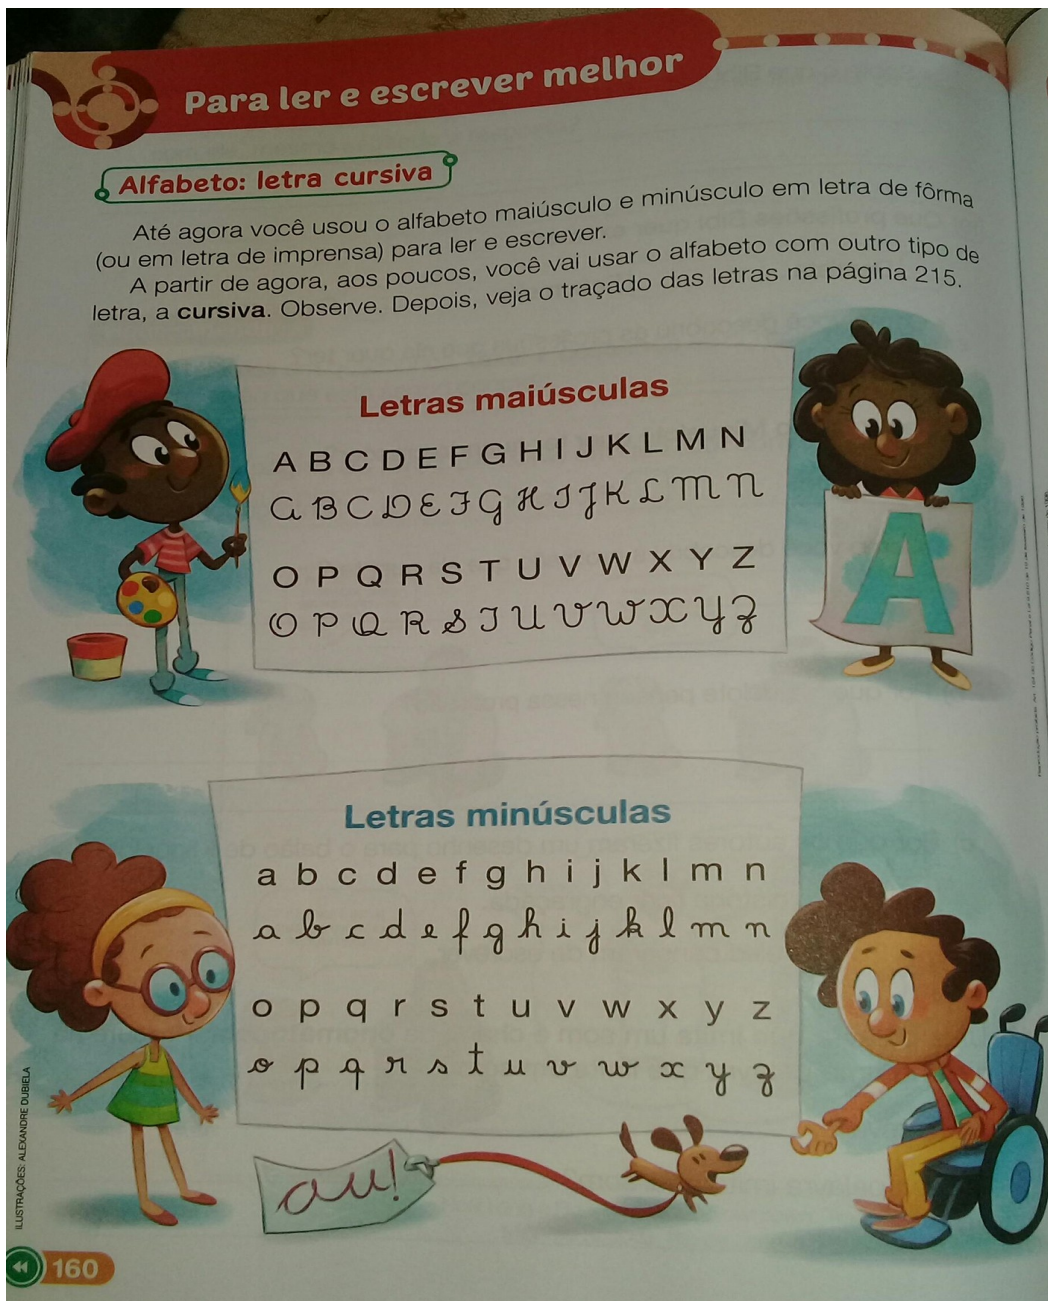 Para ler e escrever melhor
Alfabeto: letra cursiva
Até agora você usou o alfabeto maiúsculo e minúsculo em letra de fôrma
(ou em letra de imprensa) para ler e escrever.
A partir de agora, aos poucos, você vai usar o alfabeto com outro tipo de
letra, a cursiva. Observe. Depois, veja o traçado das letras na página 215.
Letras maiúsculas
A B C D E F G H I J K L M N
A B C D E F G H I J K L M N
O P Q R S T U V W X Y Z
O P Q R S T U V W X Y Z
A
Letras minúsculas
a b c d e f g h i j k l m n
a b c d e f g h i j k l m n
o p q r s t u v w x y z
o p q r s t u v w x y z
au!
ILUSTRAÇÕES: ALEXANDRE DUBIELA
160